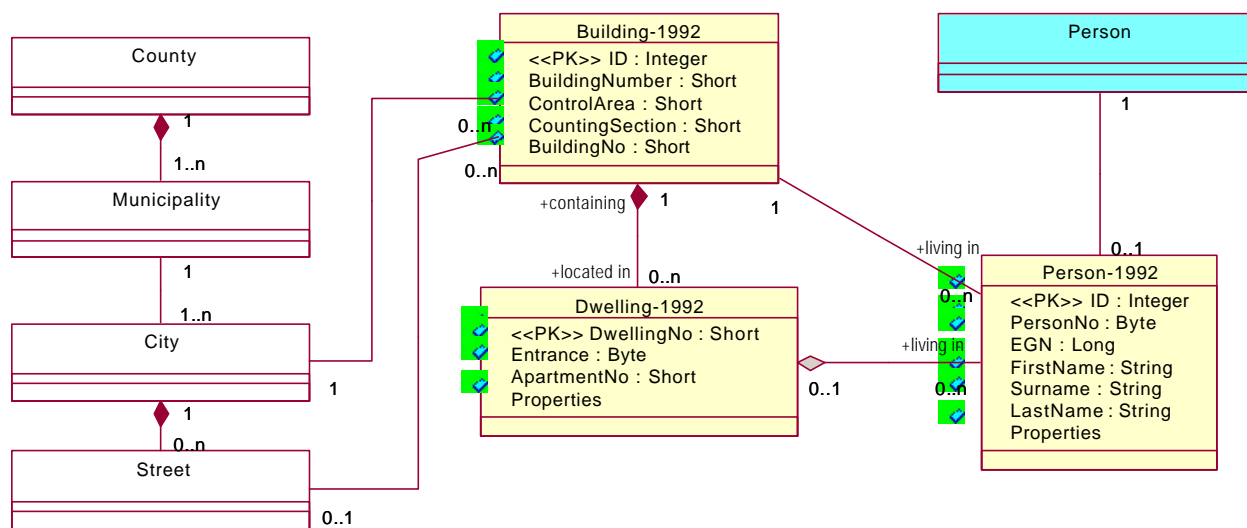 County
1
1..n
Municipality
1
1..n
City
1
1
0..n
Street
0..1
Building-1992
<<PK>> ID : Integer
BuildingNumber : Short
ControlArea : Short
CountingSection : Short
BuildingNo : Short
0..n
0..n
+containing
1
1
+located in
0..n
Dwelling-1992
<<PK>> DwellingNo : Short
Entrance : Byte
ApartmentNo : Short
Properties
0..1
+living in
0..n
+living in
0..n
Person
1
0..1
Person-1992
<<PK>> ID : Integer
PersonNo : Byte
EGN : Long
FirstName : String
Surname : String
LastName : String
Properties